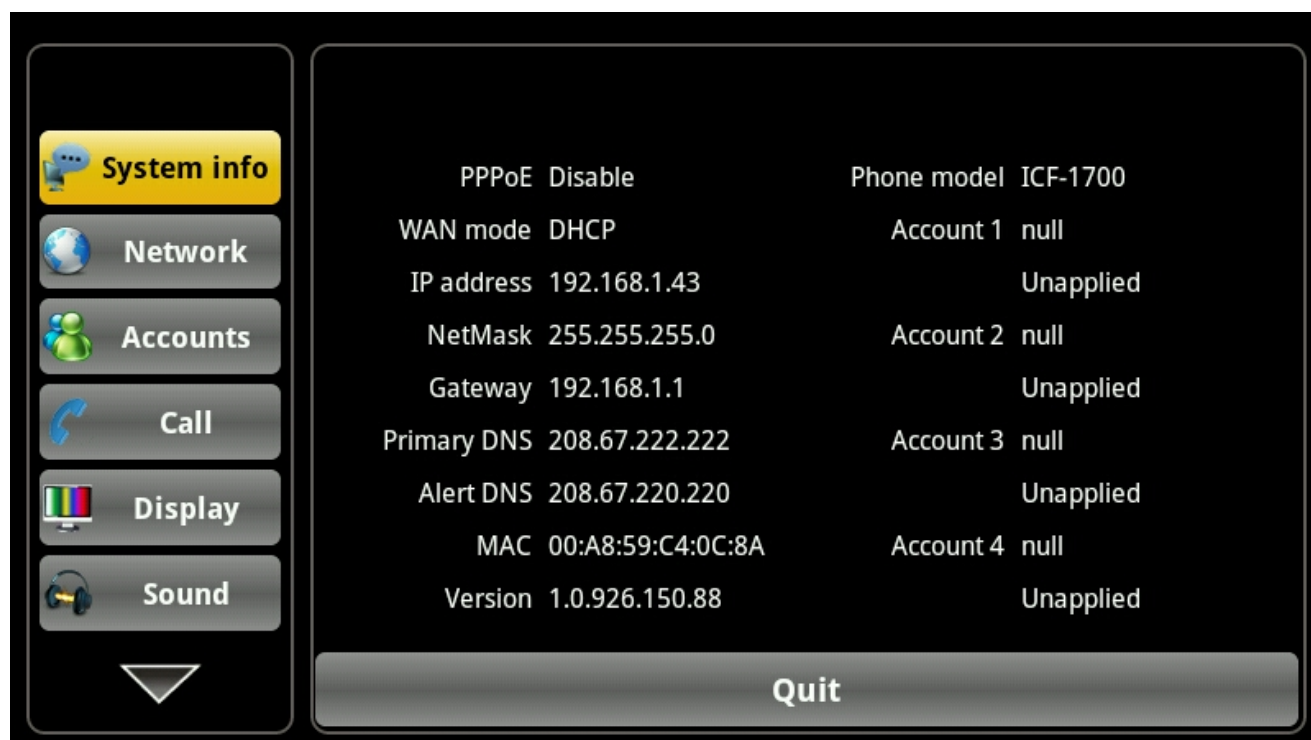 System info
Network
Accounts
Call
Display
Sound
PPPoE Disable Phone model ICF-1700
WAN mode DHCP Account 1 null
IP address 192.168.1.43 Unapplied
NetMask 255.255.255.0 Account 2 null
Gateway 192.168.1.1 Unapplied
Primary DNS 208.67.222.222 Account 3 null
Alert DNS 208.67.220.220 Unapplied
MAC 00:A8:59:C4:0C:8A Account 4 null
Version 1.0.926.150.88 Unapplied
Quit